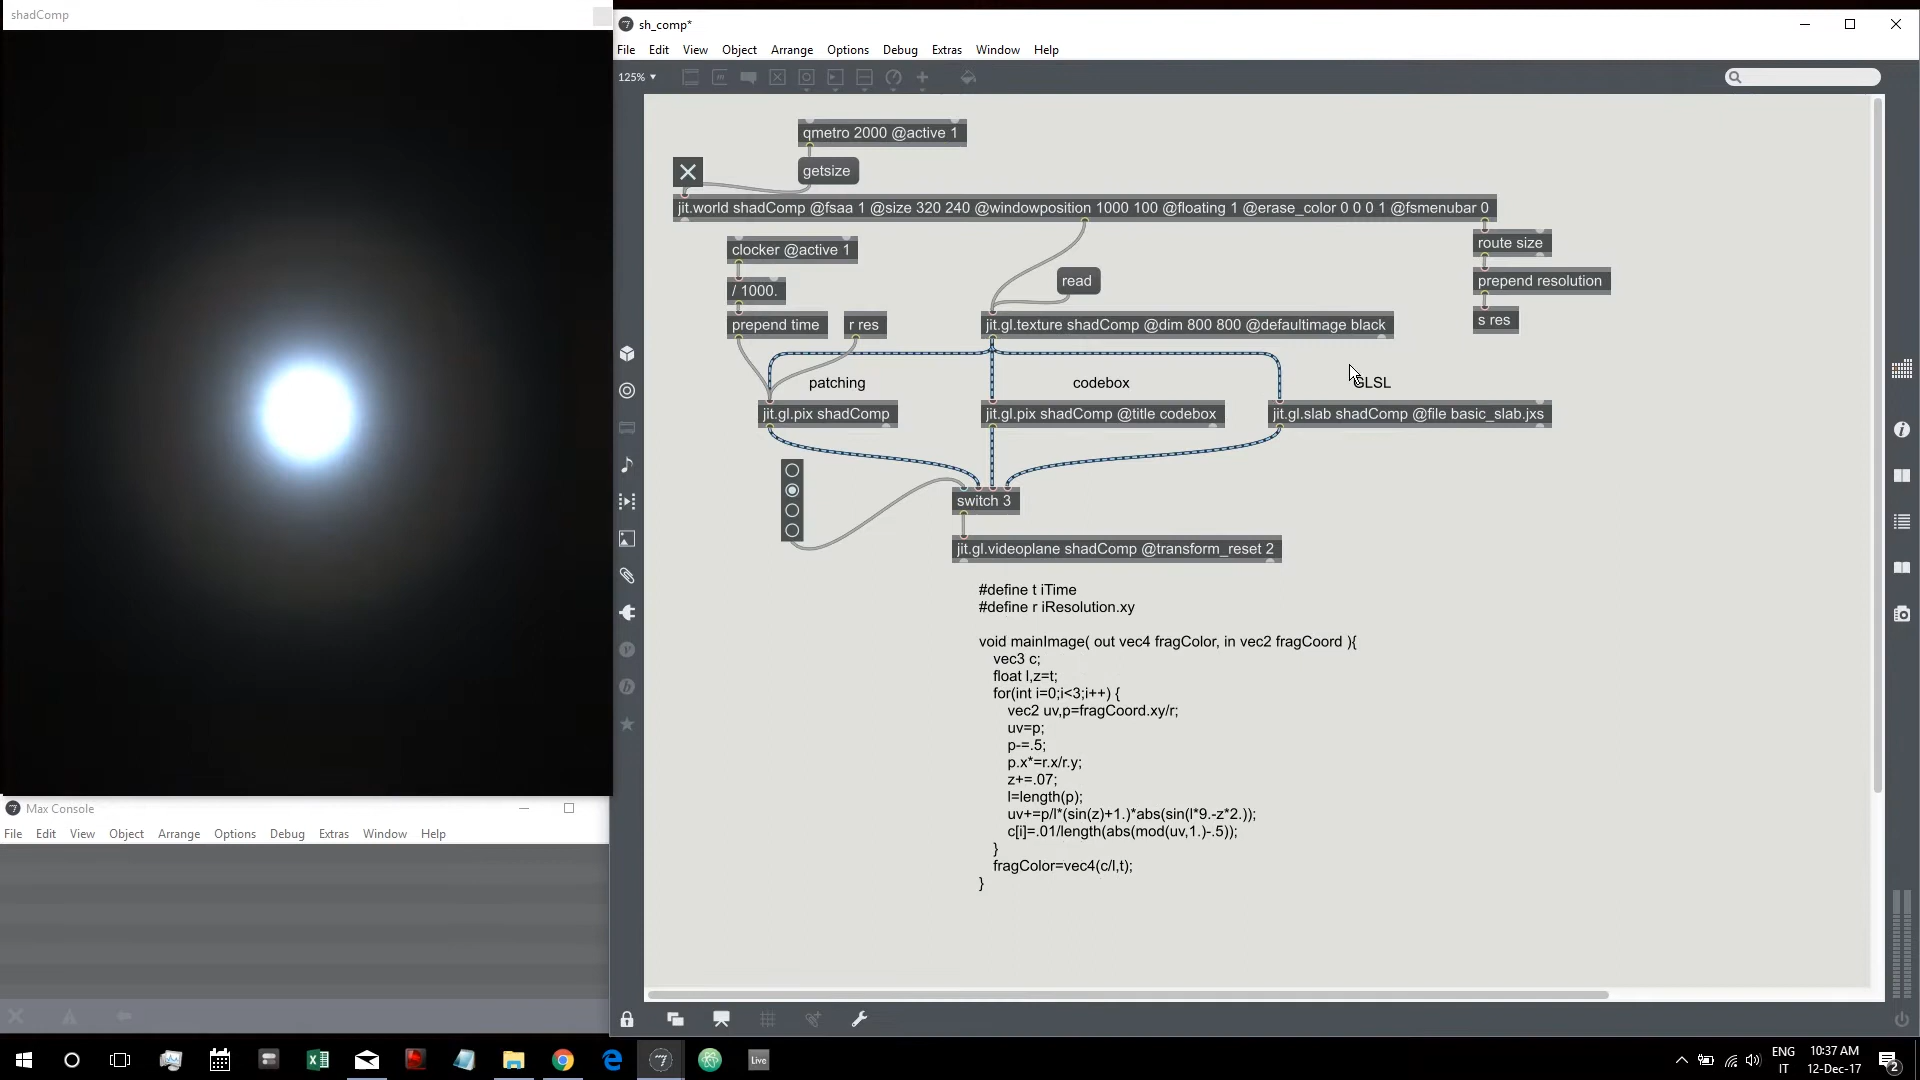 shadComp
sh_comp*
File Edit View Object Arrange Options Debug Extras Window Help
125%
qmetro 2000 @active 1
getsize
jit.world shadComp @fsaa 1 @size 320 240 @windowposition 1000 100 @floating 1 @erase_color 0 0 0 1 @fsmenubar 0
clocker @active 1
route size
/ 1000.
read
prepend resolution
prepend time
r res
jit.gl.texture shadComp @dim 800 800 @defaultimage black
s res
patching
codebox
GLSL
jit.gl.pix shadComp
jit.gl.pix shadComp @title codebox
jit.gl.slab shadComp @file basic_slab.jxs
switch 3
jit.gl.videoplane shadComp @transform_reset 2
#define t iTime
#define r iResolution.xy
void mainImage( out vec4 fragColor, in vec2 fragCoord ){
vec3 c;
float l,z=t;
for(int i=0;i<3;i++) {
vec2 uv,p=fragCoord.xy/r;
uv=p;
p-=.5;
p.x*=r.x/r.y;
z+=.07;
l=length(p);
uv+=p/l*(sin(z)+1.)*abs(sin(l*9.-z*2.));
c[i]=.01/length(abs(mod(uv,1.)-.5));
}
fragColor=vec4(c/l,t);
}
Max Console
File Edit View Object Arrange Options Debug Extras Window Help
Live
ENG
IT
10:37 AM
12-Dec-17
2